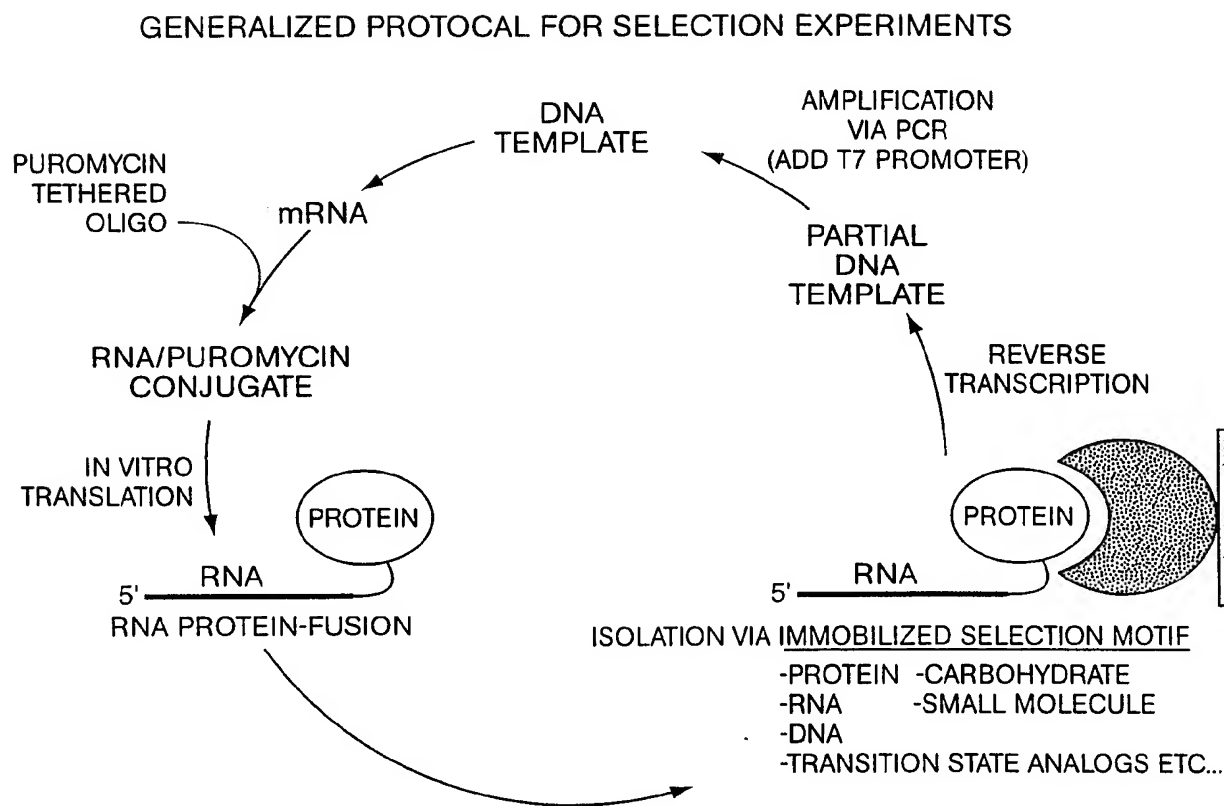 GENERALIZED PROTOCAL FOR SELECTION EXPERIMENTS
DNA
TEMPLATE
AMPLIFICATION
VIA PCR
(ADD T7 PROMOTER)
PUROMYCIN
TETHERED
OLIGO
mRNA
PARTIAL
DNA
TEMPLATE
RNA/PUROMYCIN
CONJUGATE
REVERSE
TRANSCRIPTION
IN VITRO
TRANSLATION
PROTEIN
RNA
5'
RNA PROTEIN-FUSION
PROTEIN
RNA
5'
ISOLATION VIA IMMOBILIZED SELECTION MOTIF
-PROTEIN -CARBOHYDRATE
-RNA -SMALL MOLECULE
-DNA
-TRANSITION STATE ANALOGS ETC...